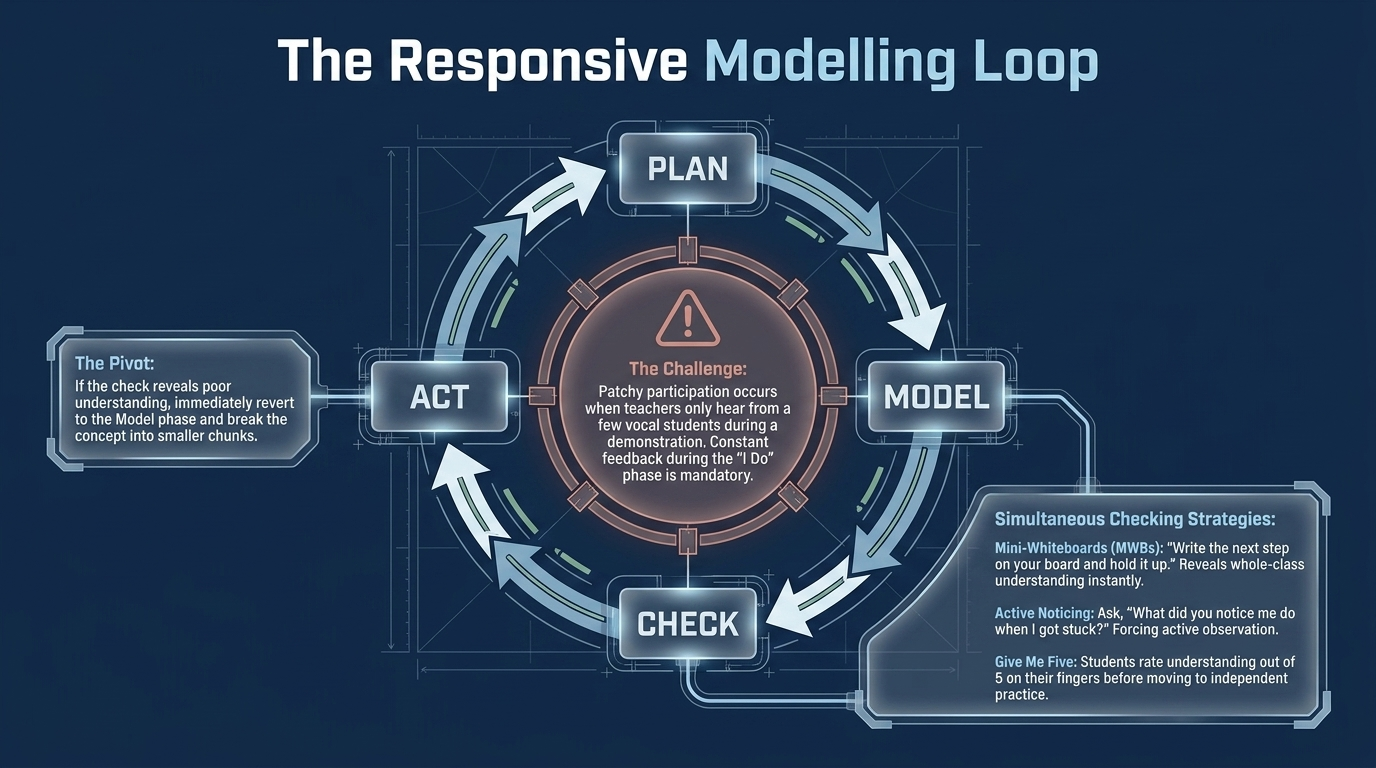 The Responsive Modelling Loop
PLAN
The Challenge:
Patchy participation occurs
when teachers only hear from a
few vocal students during a
demonstration. Constant
feedback during the “I Do”
phase is mandatory.
The Pivot:
If the check reveals poor
understanding, immediately revert
to the Model phase and break the
concept into smaller chunks.
ACT
MODEL
CHECK
Simultaneous Checking Strategies:
Mini-Whiteboards (MWBs): “Write the next step
on your board and hold it up.” Reveals whole-class
understanding instantly.
Active Noticing: Ask, “What did you notice me do
when I got stuck?” Forcing active observation.
Give Me Five: Students rate understanding out of
5 on their fingers before moving to independent
practice.